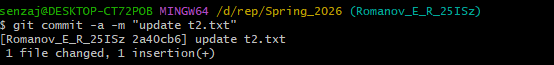 senzaj@DESKTOP-CT72POB MINGW64 /d/rep/Spring_2026 (Romanov_E_R_25ISz)
$ git commit -a -m "update t2.txt"
[Romanov_E_R_25ISz 2a40cb6] update t2.txt
 1 file changed, 1 insertion(+)